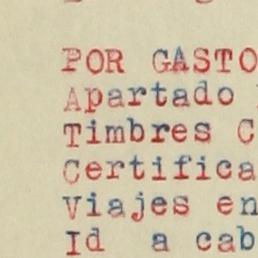 POR GASTO
Apartado
Timbres C
Certifica
Viajes en
Id a cab